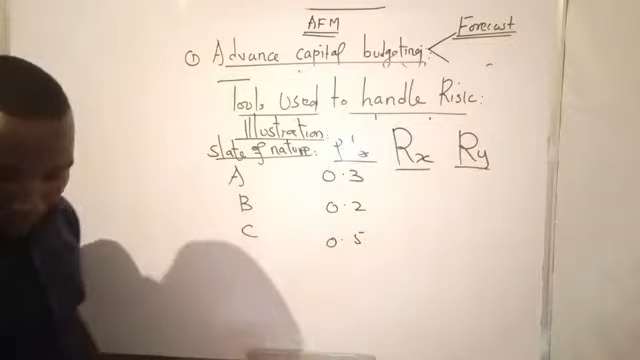 AFM
① Advance capital budgeting: Forecast
Tools Used to handle Risk:
Illustration:
State of nature: P's Rx Ry
A 0.3
B 0.2
C 0.5